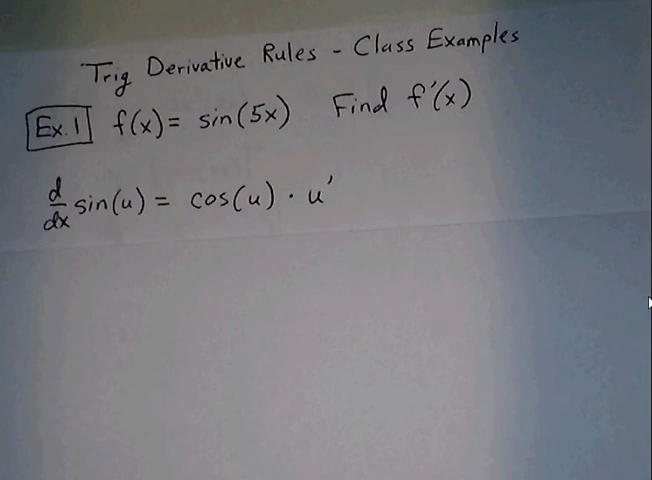 Trig Derivative Rules - Class Examples
Ex. 1 f(x) = sin(5x) Find f'(x)
d/dx sin(u) = cos(u) · u'